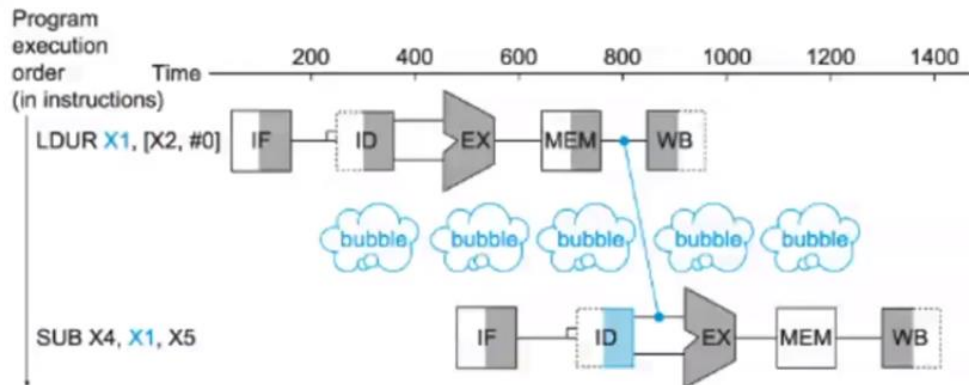 Program
execution
order
(in instructions)
Time
200 400 600 800 1000 1200 1400
LDUR X1, [X2, #0] IF ID EX MEM WB
bubble bubble bubble bubble bubble
SUB X4, X1, X5 IF ID EX MEM WB